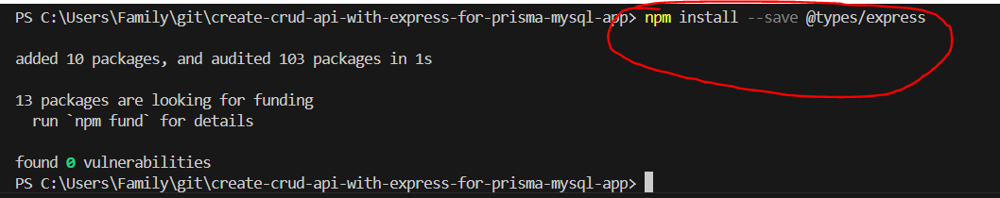 PS C:\Users\Family\git\create-crud-api-with-express-for-prisma-mysql-app> npm install --save @types/express
added 10 packages, and audited 103 packages in 1s
13 packages are looking for funding
  run `npm fund` for details
found 0 vulnerabilities
PS C:\Users\Family\git\create-crud-api-with-express-for-prisma-mysql-app>